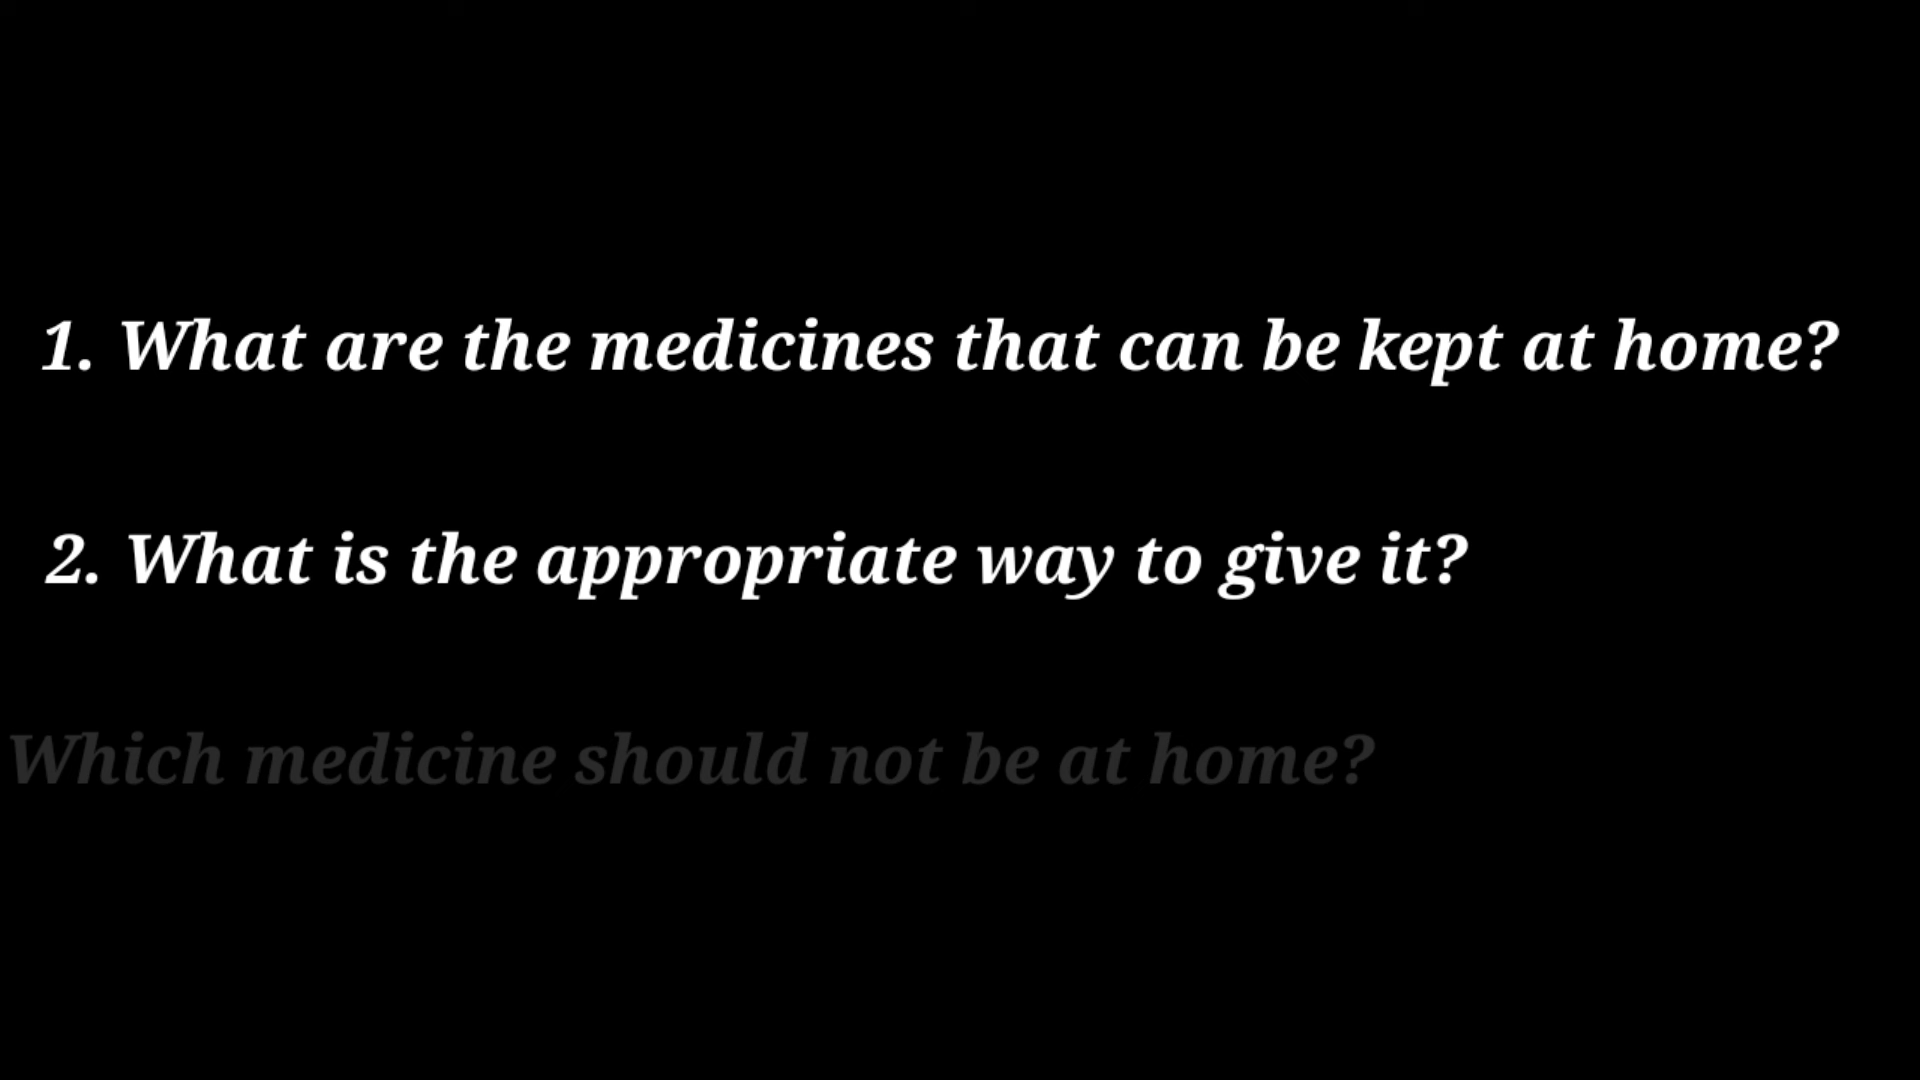 1. What are the medicines that can be kept at home?
2. What is the appropriate way to give it?
Which medicine should not be at home?